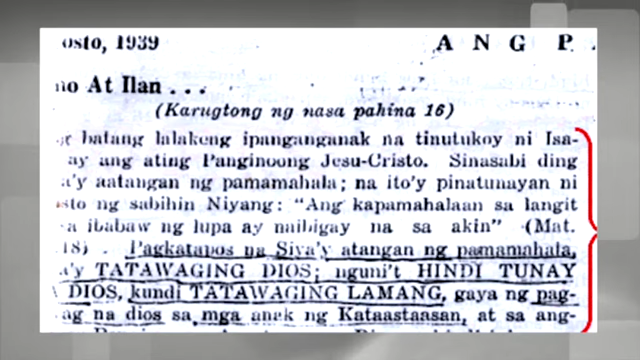 osto, 1939 A N G P
no At Ilan . . .
(Karugtong ng nasa pahina 16)
batang lalakeng ipanganganak na tinutukoy ni Isa-
ay ang ating Panginoong Jesu-Cristo. Sinasabi ding
a'y aatangan ng pamamahala; na ito'y pinatunayan ni
sto ng sabihin Niyang: "Ang kapamahalaan sa langit
a ibabaw ng lupa ay naibigay na sa akin" (Mat.
18) . Pagkatapos na Siya'y atangan ng pamamahala,
a'y TATAWAGING DIOS; nguni't HINDI TUNAY
DIOS, kundi TATAWAGING LAMANG, gaya ng pag-
ag na dios sa mga anak ng Kataastaasan, at sa ang-